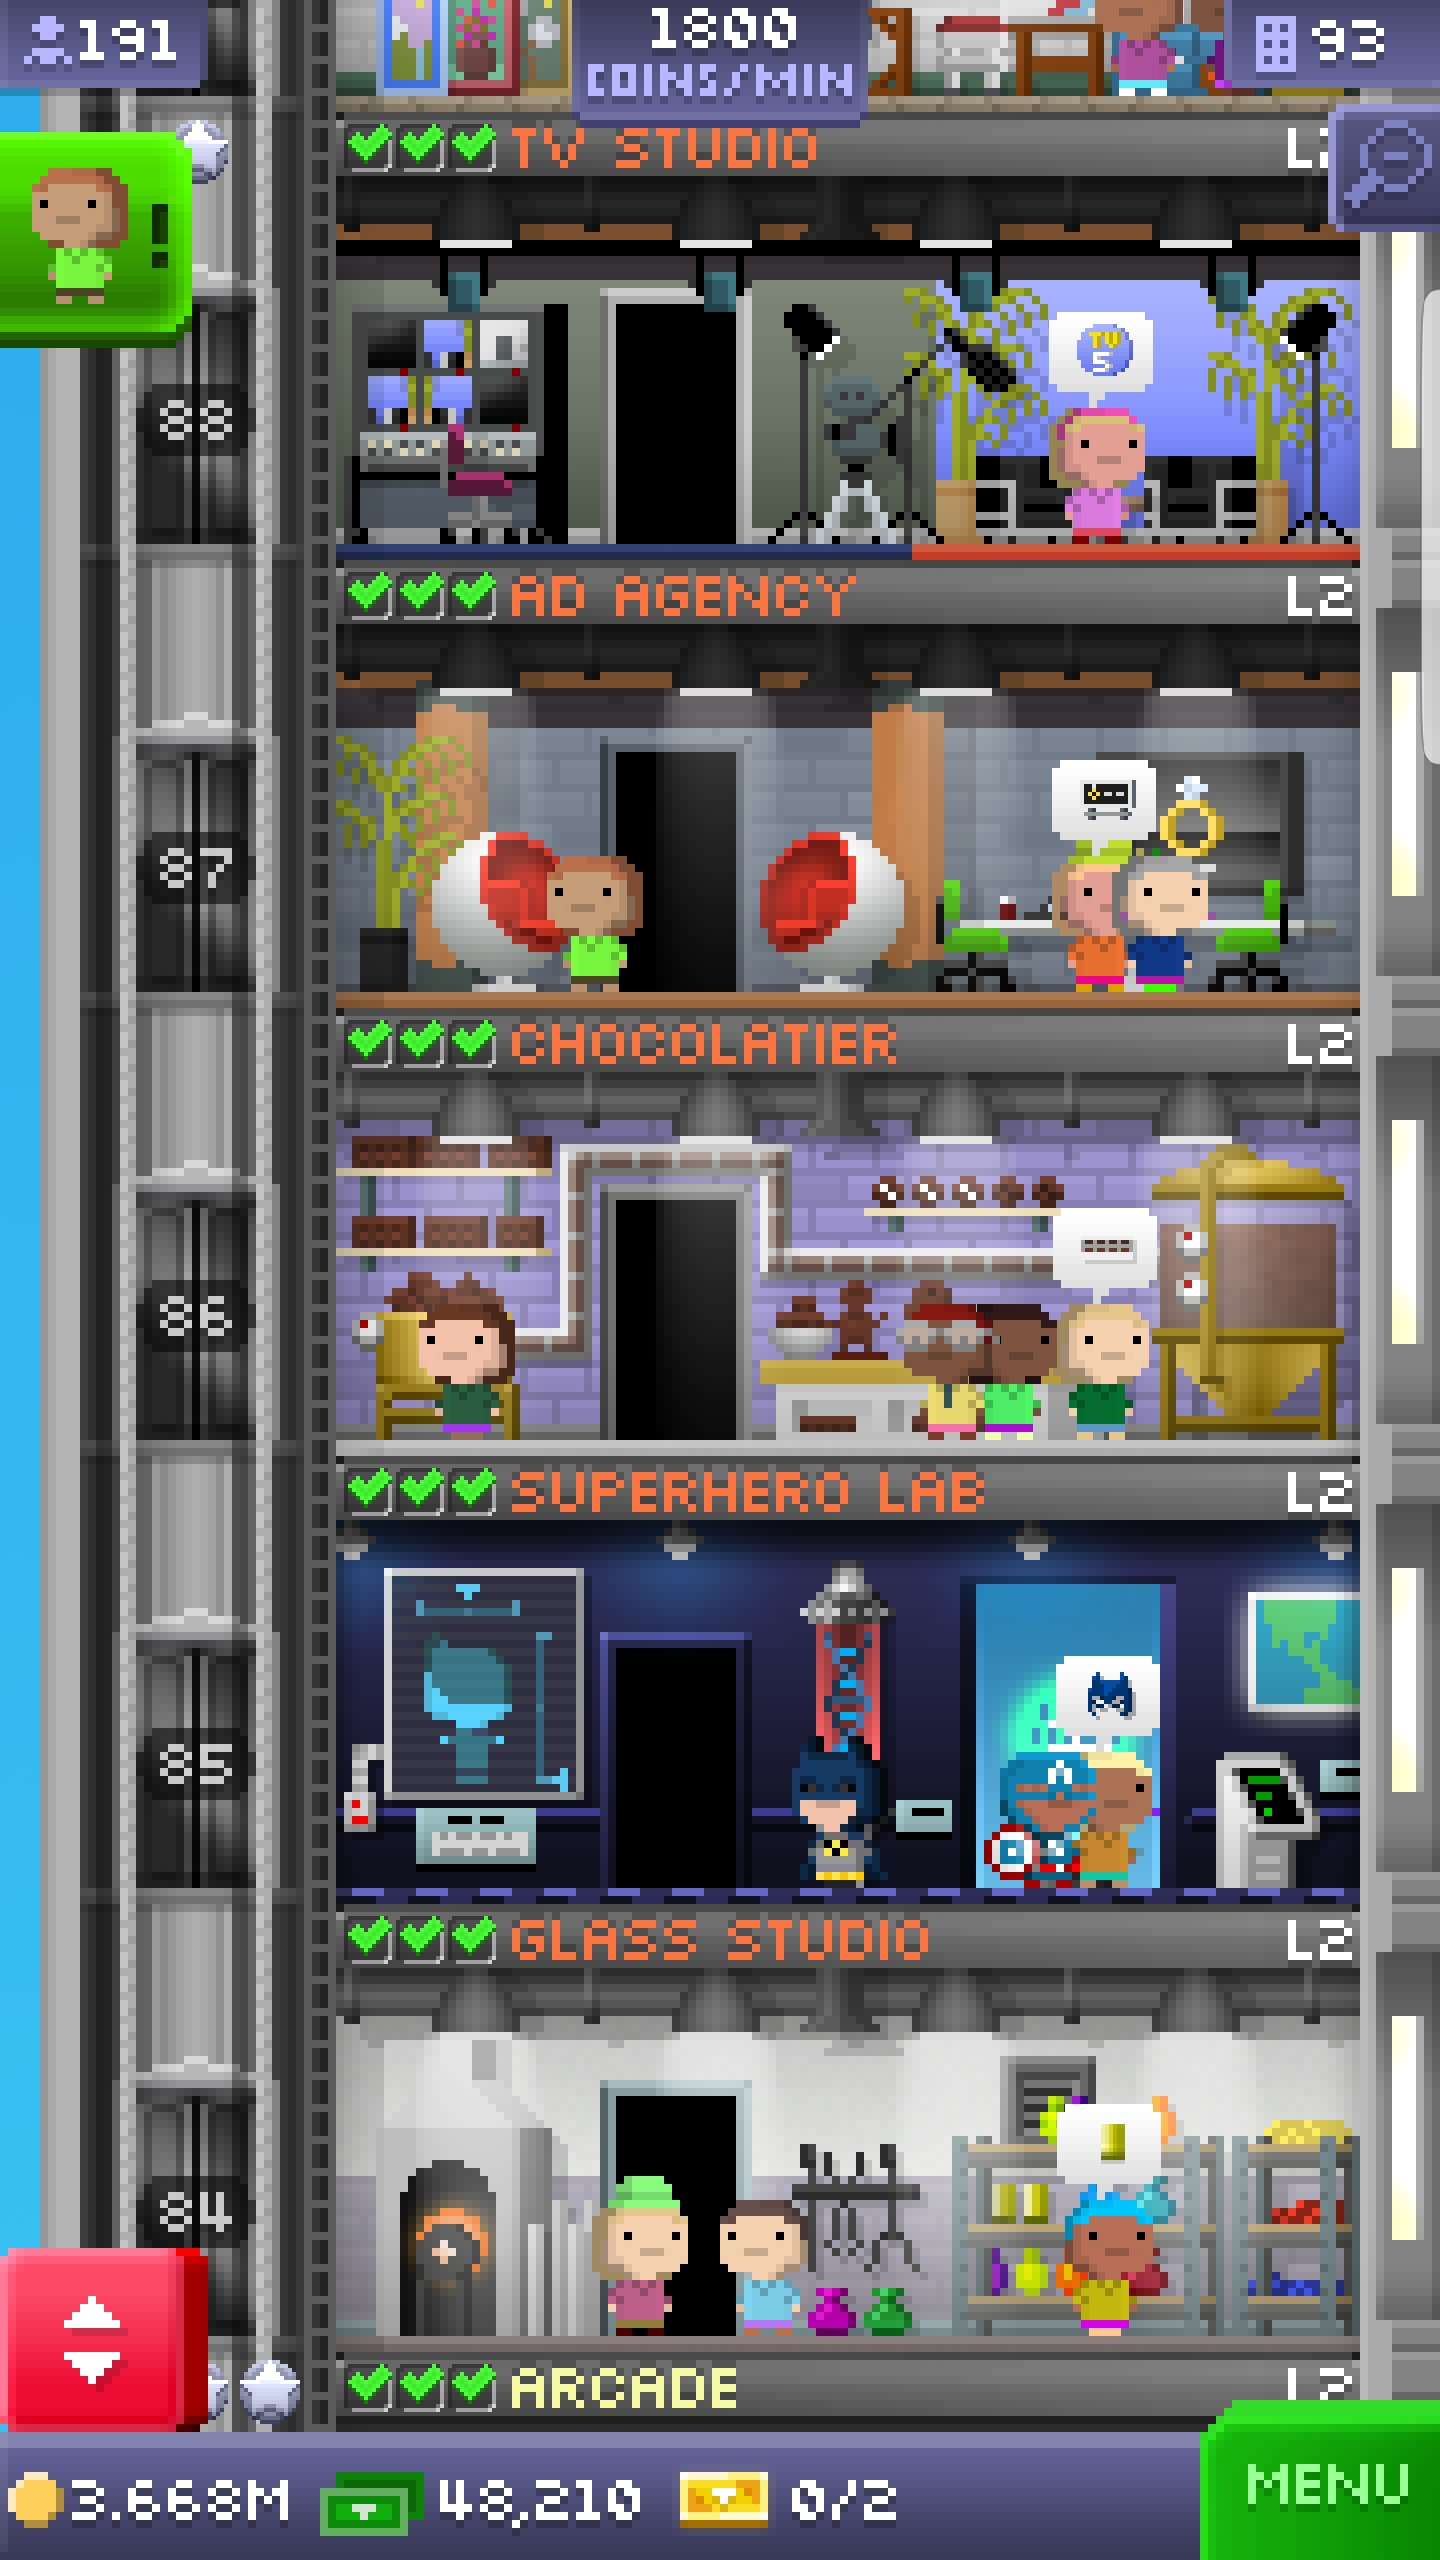 191
1800
COINS/MIN
93
TV STUDIO
TV
5
88
AD AGENCY L2
87
CHOCOLATIER L2
86
SUPERHERO LAB L2
A
85
GLASS STUDIO L2
84
ARCADE L2
3.668M 48,210 0/2
MENU